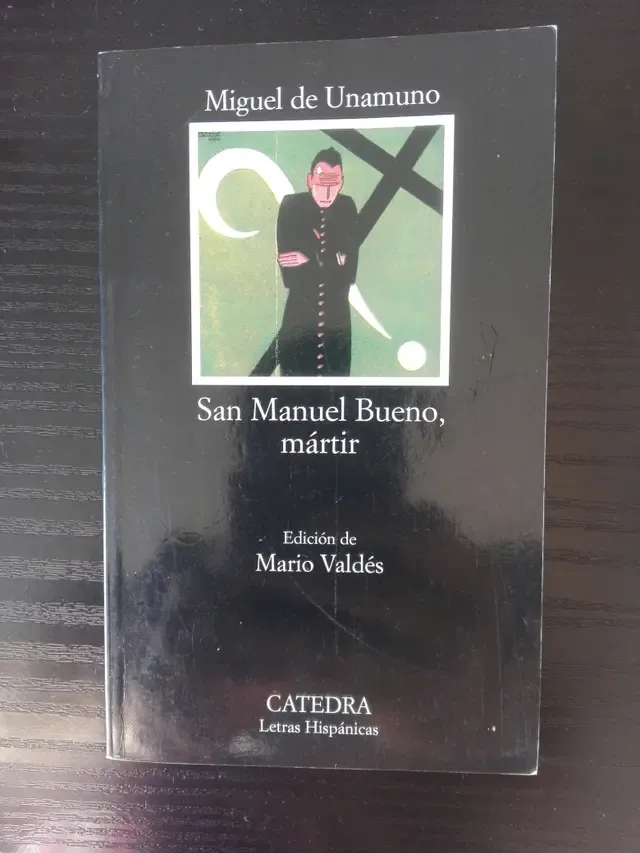 Miguel de Unamuno
San Manuel Bueno,
mártir
Edición de
Mario Valdés
CATEDRA
Letras Hispánicas